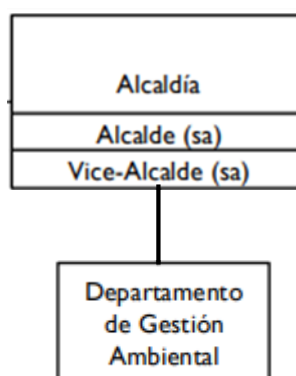 Alcaldía
Alcalde (sa)
Vice-Alcalde (sa)
Departamento
de Gestión
Ambiental